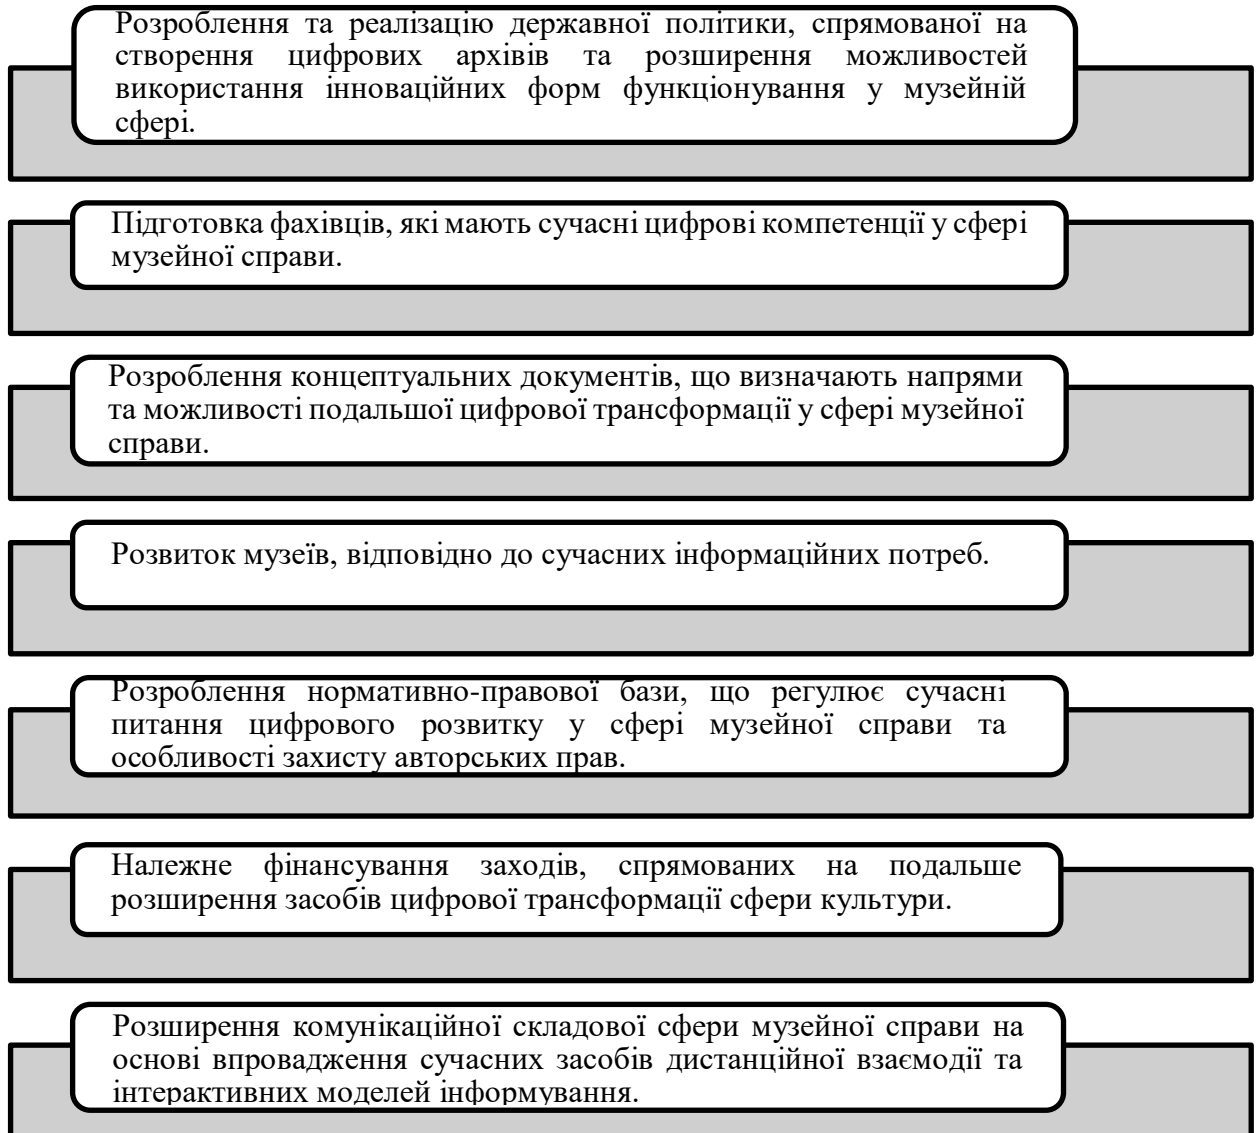 Розроблення та реалізацію державної політики, спрямованої на
створення цифрових архівів та розширення можливостей
використання інноваційних форм функціонування у музейній
сфері.
Підготовка фахівців, які мають сучасні цифрові компетенції у сфері
музейної справи.
Розроблення концептуальних документів, що визначають напрями
та можливості подальшої цифрової трансформації у сфері музейної
справи.
Розвиток музеїв, відповідно до сучасних інформаційних потреб.
Розроблення нормативно-правової бази, що регулює сучасні
питання цифрового розвитку у сфері музейної справи та
особливості захисту авторських прав.
Належне фінансування заходів, спрямованих на подальше
розширення засобів цифрової трансформації сфери культури.
Розширення комунікаційної складової сфери музейної справи на
основі впровадження сучасних засобів дистанційної взаємодії та
інтерактивних моделей інформування.